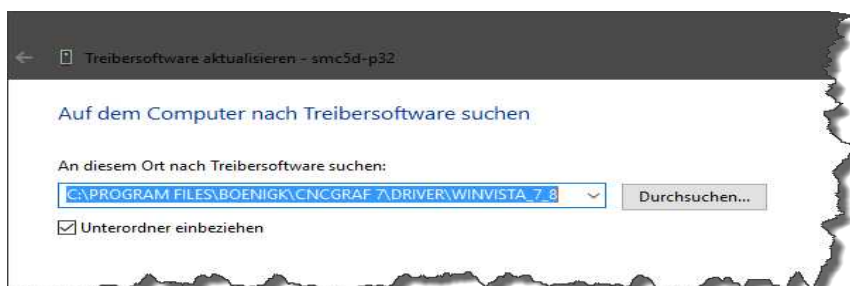 Treibersoftware aktualisieren - smc5d-p32
Auf dem Computer nach Treibersoftware suchen
An diesem Ort nach Treibersoftware suchen:
C:\PROGRAM FILES\BOENIGK\CNCGRAF 7\DRIVER\WINVISTA_7_8
Durchsuchen...
Unterordner einbeziehen